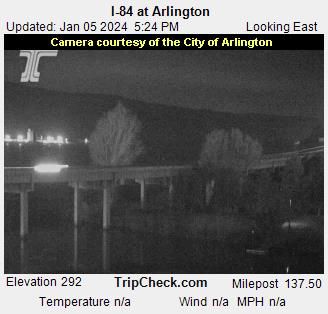 I-84 at Arlington
Updated: Jan 05 2024 5:24 PM Looking East
Camera courtesy of the City of Arlington
Elevation 292 TripCheck.com Milepost 137.50
Temperature n/a Wind n/a MPH n/a